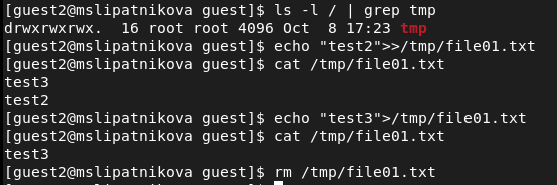 [guest2@mslipatnikova guest]$ ls -l / | grep tmp
drwxrwxrwx.  16 root root 4096 Oct  8 17:23 tmp
[guest2@mslipatnikova guest]$ echo "test2">>/tmp/file01.txt
[guest2@mslipatnikova guest]$ cat /tmp/file01.txt
test3
test2
[guest2@mslipatnikova guest]$ echo "test3">/tmp/file01.txt
[guest2@mslipatnikova guest]$ cat /tmp/file01.txt
test3
[guest2@mslipatnikova guest]$ rm /tmp/file01.txt